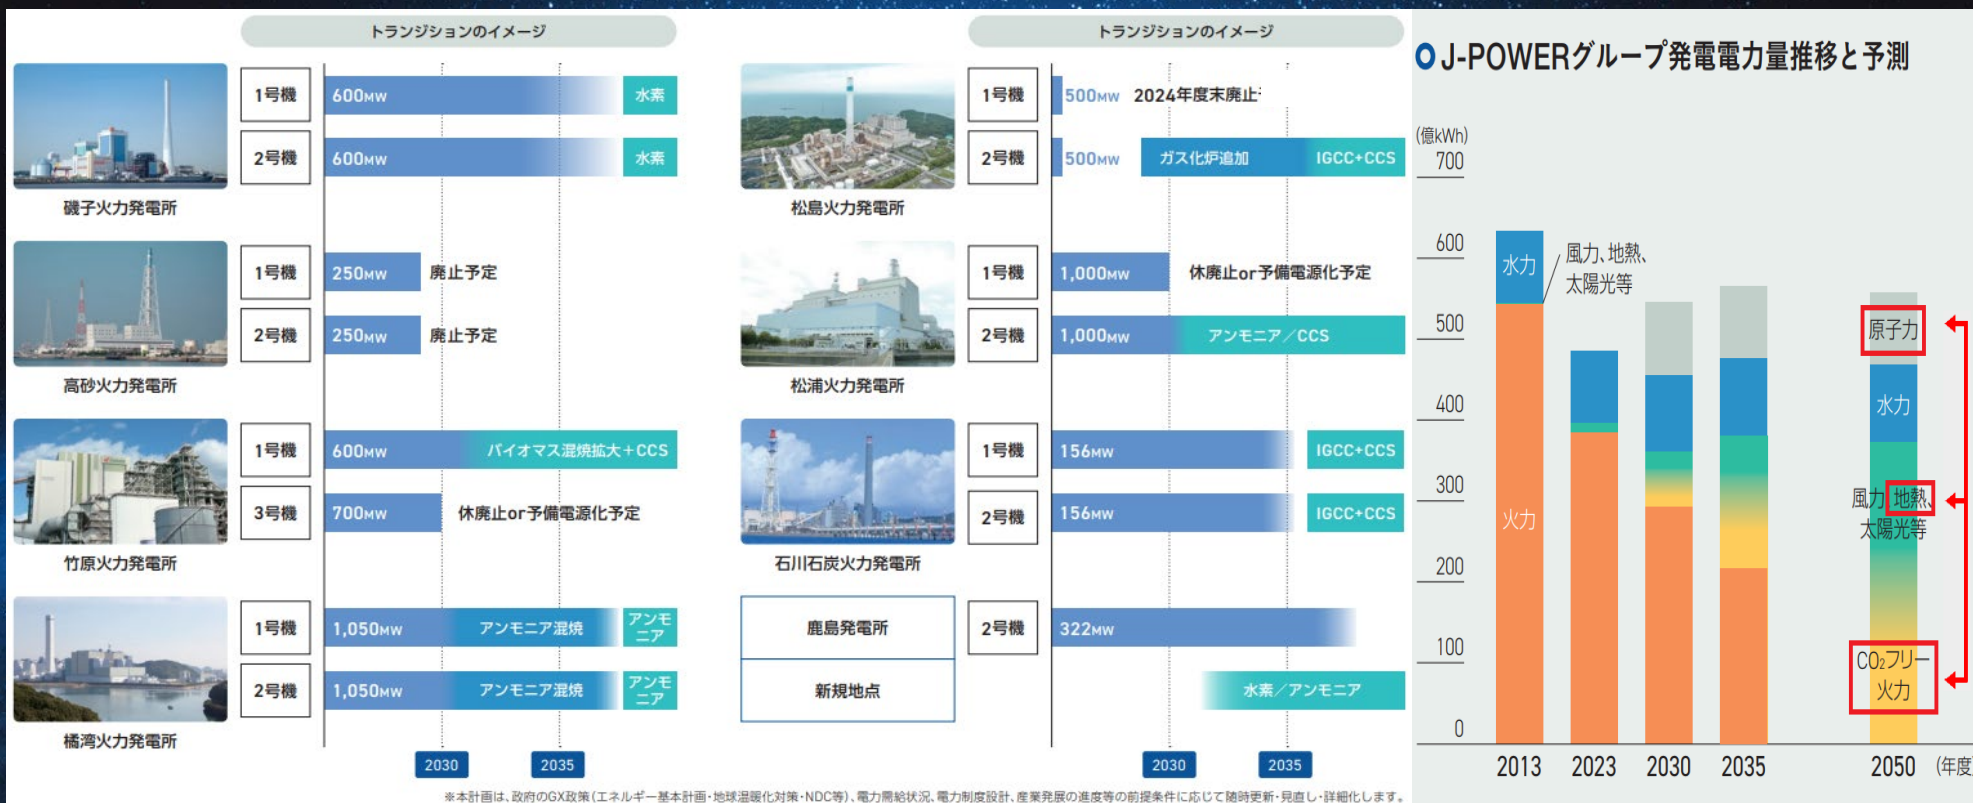 トランジションのイメージ
1号機
600MW
水素
2号機
600MW
水素
磯子火力発電所
1号機
250MW
廃止予定
2号機
250MW
廃止予定
高砂火力発電所
1号機
600MW
バイオマス混焼拡大+CCS
3号機
700MW
休廃止or予備電源化予定
竹原火力発電所
1号機
1,050MW
アンモニア混焼
アンモ
ニア
2号機
1,050MW
アンモニア混焼
アンモ
ニア
橘湾火力発電所
2030
2035
トランジションのイメージ
1号機
500MW
2024年度末廃止
2号機
500MW
ガス化炉追加
IGCC+CCS
松島火力発電所
1号機
1,000MW
休廃止or予備電源化予定
2号機
1,000MW
アンモニア/CCS
松浦火力発電所
1号機
156MW
IGCC+CCS
2号機
156MW
IGCC+CCS
石川石炭火力発電所
鹿島発電所
2号機
322MW
新規地点
水素/アンモニア
2030
2035
※本計画は、政府のGX政策(エネルギー基本計画・地球温暖化対策・NDC等)、電力需給状況、電力制度設計、産業発展の進度等の前提条件に応じて随時更新・見直し・詳細化します。
J-POWERグループ発電電力量推移と予測
(億kWh)
700
600
500
400
300
200
100
0
水力
風力、地熱、
太陽光等
火力
原子力
水力
風力、地熱、
太陽光等
CO₂フリー
火力
2013
2023
2030
2035
2050
(年度)